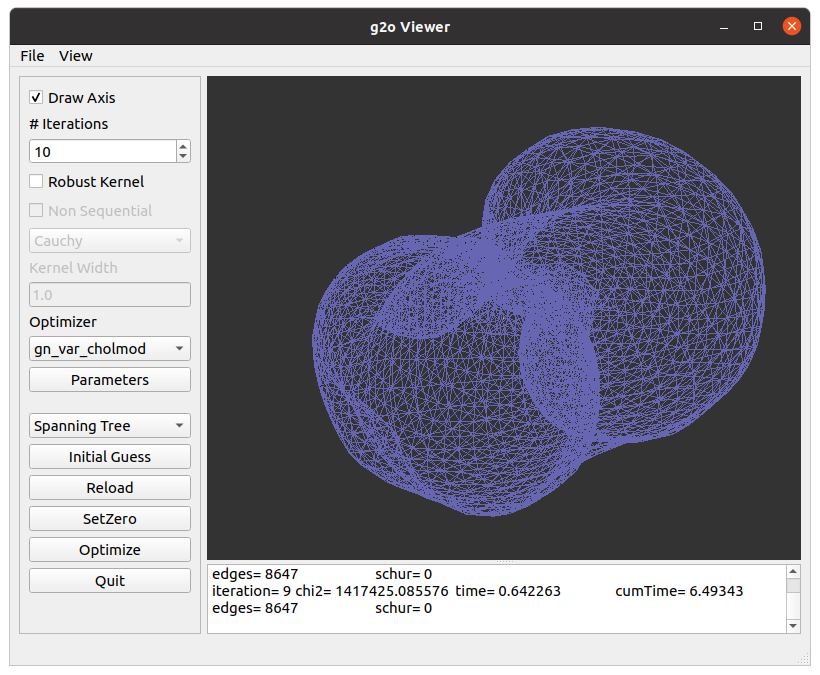 g2o Viewer
File View
Draw Axis
# Iterations
10
Robust Kernel
Non Sequential
Cauchy
Kernel Width
1.0
Optimizer
gn_var_cholmod
Parameters
Spanning Tree
Initial Guess
Reload
SetZero
Optimize
Quit
edges= 8647 schur= 0
iteration= 9 chi2= 1417425.085576 time= 0.642263 cumTime= 6.49343
edges= 8647 schur= 0